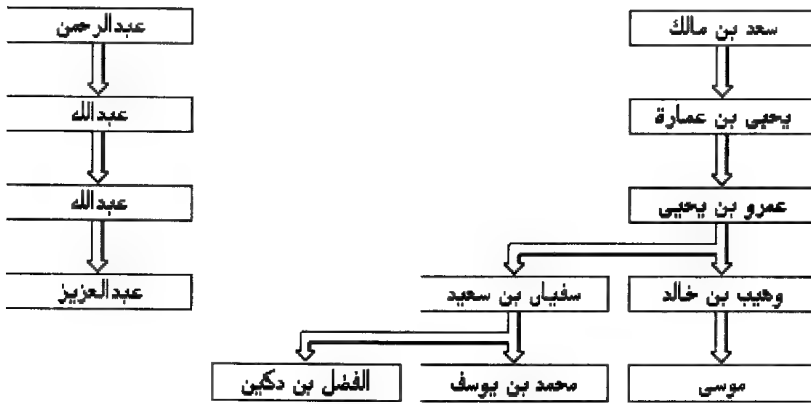 سعد بن مالك
عبدالرحمن
يحيى بن عمارة
عبدالله
عمرو بن يحيى
عبدالله
وهيب بن خالد
سفيان بن سعيد
عبدالعزيز
موسى
محمد بن يوسف
الفضل بن دكين